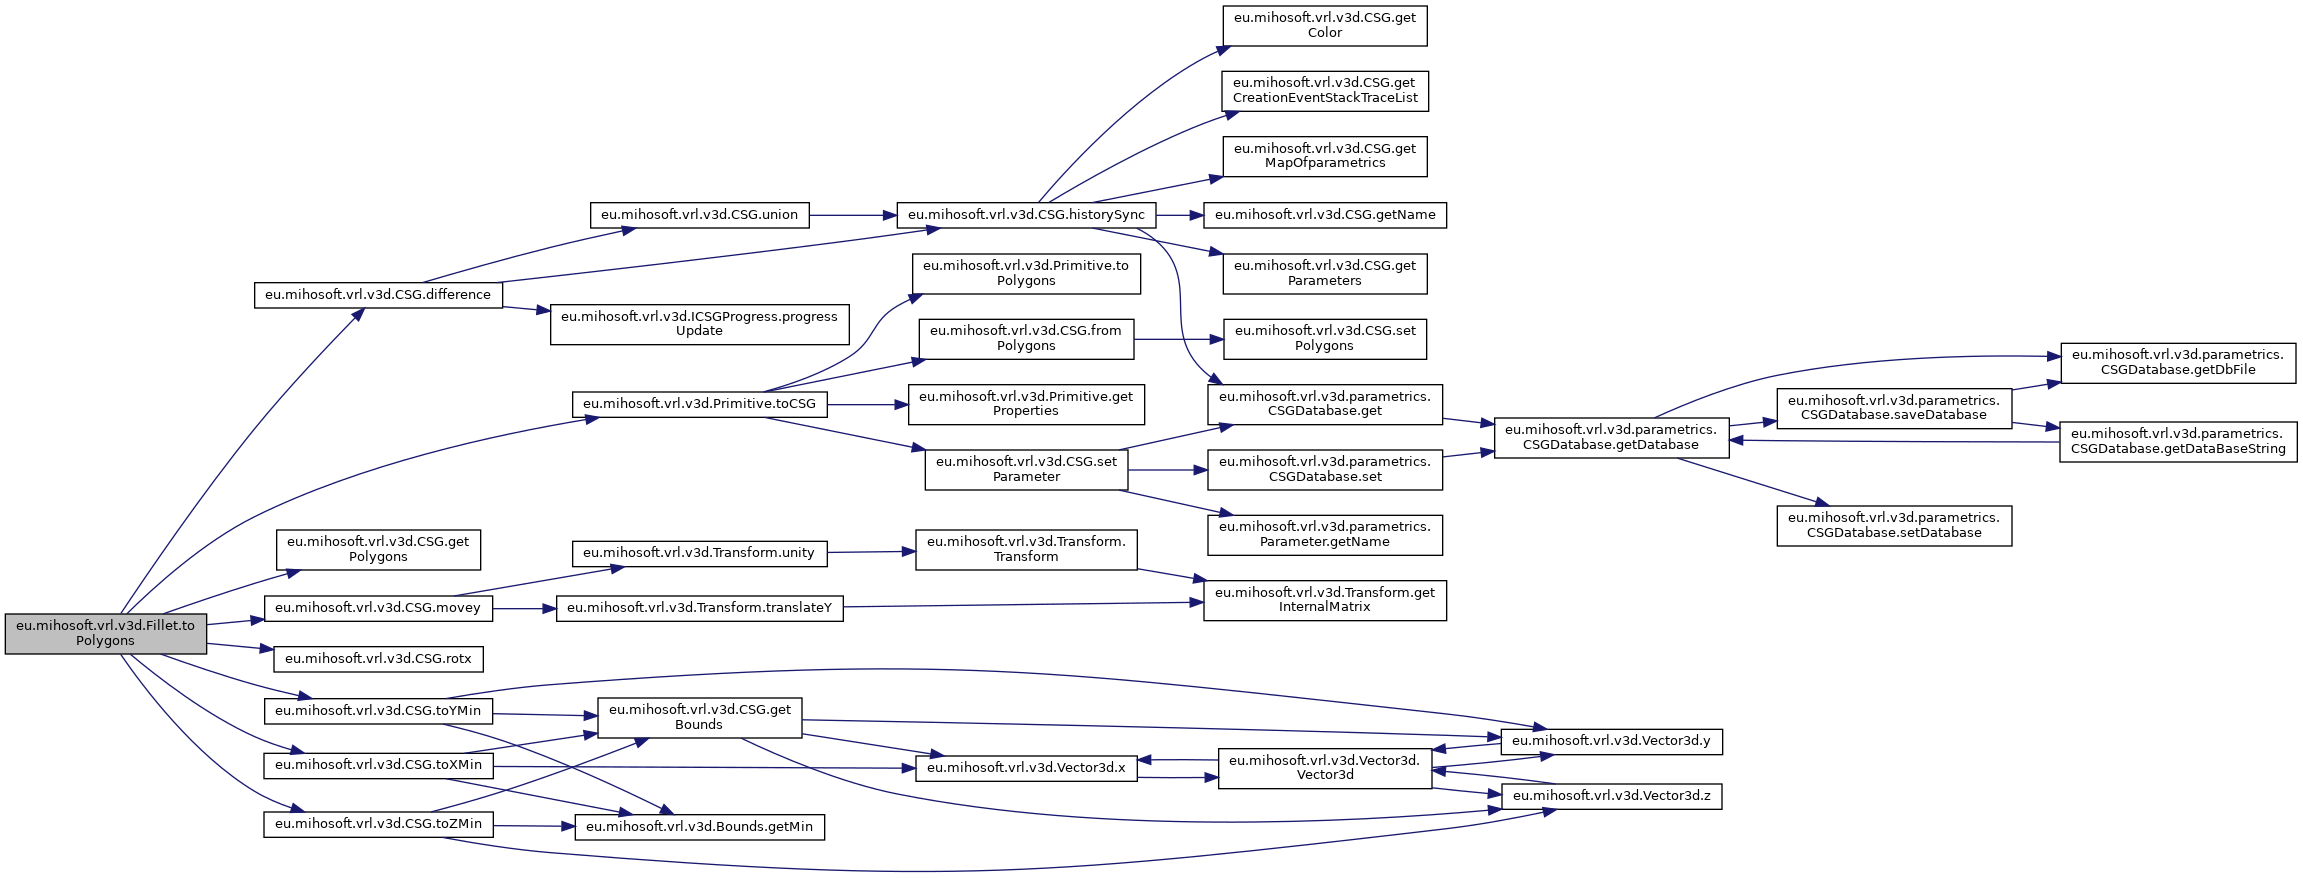 eu.mihosoft.vrl.v3d.Fillet.to
Polygons
eu.mihosoft.vrl.v3d.CSG.difference
eu.mihosoft.vrl.v3d.CSG.get
Polygons
eu.mihosoft.vrl.v3d.CSG.movey
eu.mihosoft.vrl.v3d.CSG.rotx
eu.mihosoft.vrl.v3d.CSG.toYMin
eu.mihosoft.vrl.v3d.CSG.toXMin
eu.mihosoft.vrl.v3d.CSG.toZMin
eu.mihosoft.vrl.v3d.CSG.union
eu.mihosoft.vrl.v3d.ICSGProgress.progress
Update
eu.mihosoft.vrl.v3d.Primitive.toCSG
eu.mihosoft.vrl.v3d.Transform.unity
eu.mihosoft.vrl.v3d.Transform.translateY
eu.mihosoft.vrl.v3d.CSG.get
Bounds
eu.mihosoft.vrl.v3d.Bounds.getMin
eu.mihosoft.vrl.v3d.CSG.historySync
eu.mihosoft.vrl.v3d.Primitive.to
Polygons
eu.mihosoft.vrl.v3d.CSG.from
Polygons
eu.mihosoft.vrl.v3d.Primitive.get
Properties
eu.mihosoft.vrl.v3d.CSG.set
Parameter
eu.mihosoft.vrl.v3d.Transform.
Transform
eu.mihosoft.vrl.v3d.Vector3d.x
eu.mihosoft.vrl.v3d.CSG.get
Color
eu.mihosoft.vrl.v3d.CSG.get
CreationEventStackTraceList
eu.mihosoft.vrl.v3d.CSG.get
MapOfparametrics
eu.mihosoft.vrl.v3d.CSG.getName
eu.mihosoft.vrl.v3d.CSG.get
Parameters
eu.mihosoft.vrl.v3d.CSG.set
Polygons
eu.mihosoft.vrl.v3d.parametrics.
CSGDatabase.get
eu.mihosoft.vrl.v3d.parametrics.
CSGDatabase.set
eu.mihosoft.vrl.v3d.parametrics.
Parameter.getName
eu.mihosoft.vrl.v3d.Transform.get
InternalMatrix
eu.mihosoft.vrl.v3d.Vector3d.
Vector3d
eu.mihosoft.vrl.v3d.parametrics.
CSGDatabase.getDatabase
eu.mihosoft.vrl.v3d.Vector3d.y
eu.mihosoft.vrl.v3d.Vector3d.z
eu.mihosoft.vrl.v3d.parametrics.
CSGDatabase.saveDatabase
eu.mihosoft.vrl.v3d.parametrics.
CSGDatabase.setDatabase
eu.mihosoft.vrl.v3d.parametrics.
CSGDatabase.getDbFile
eu.mihosoft.vrl.v3d.parametrics.
CSGDatabase.getDataBaseString